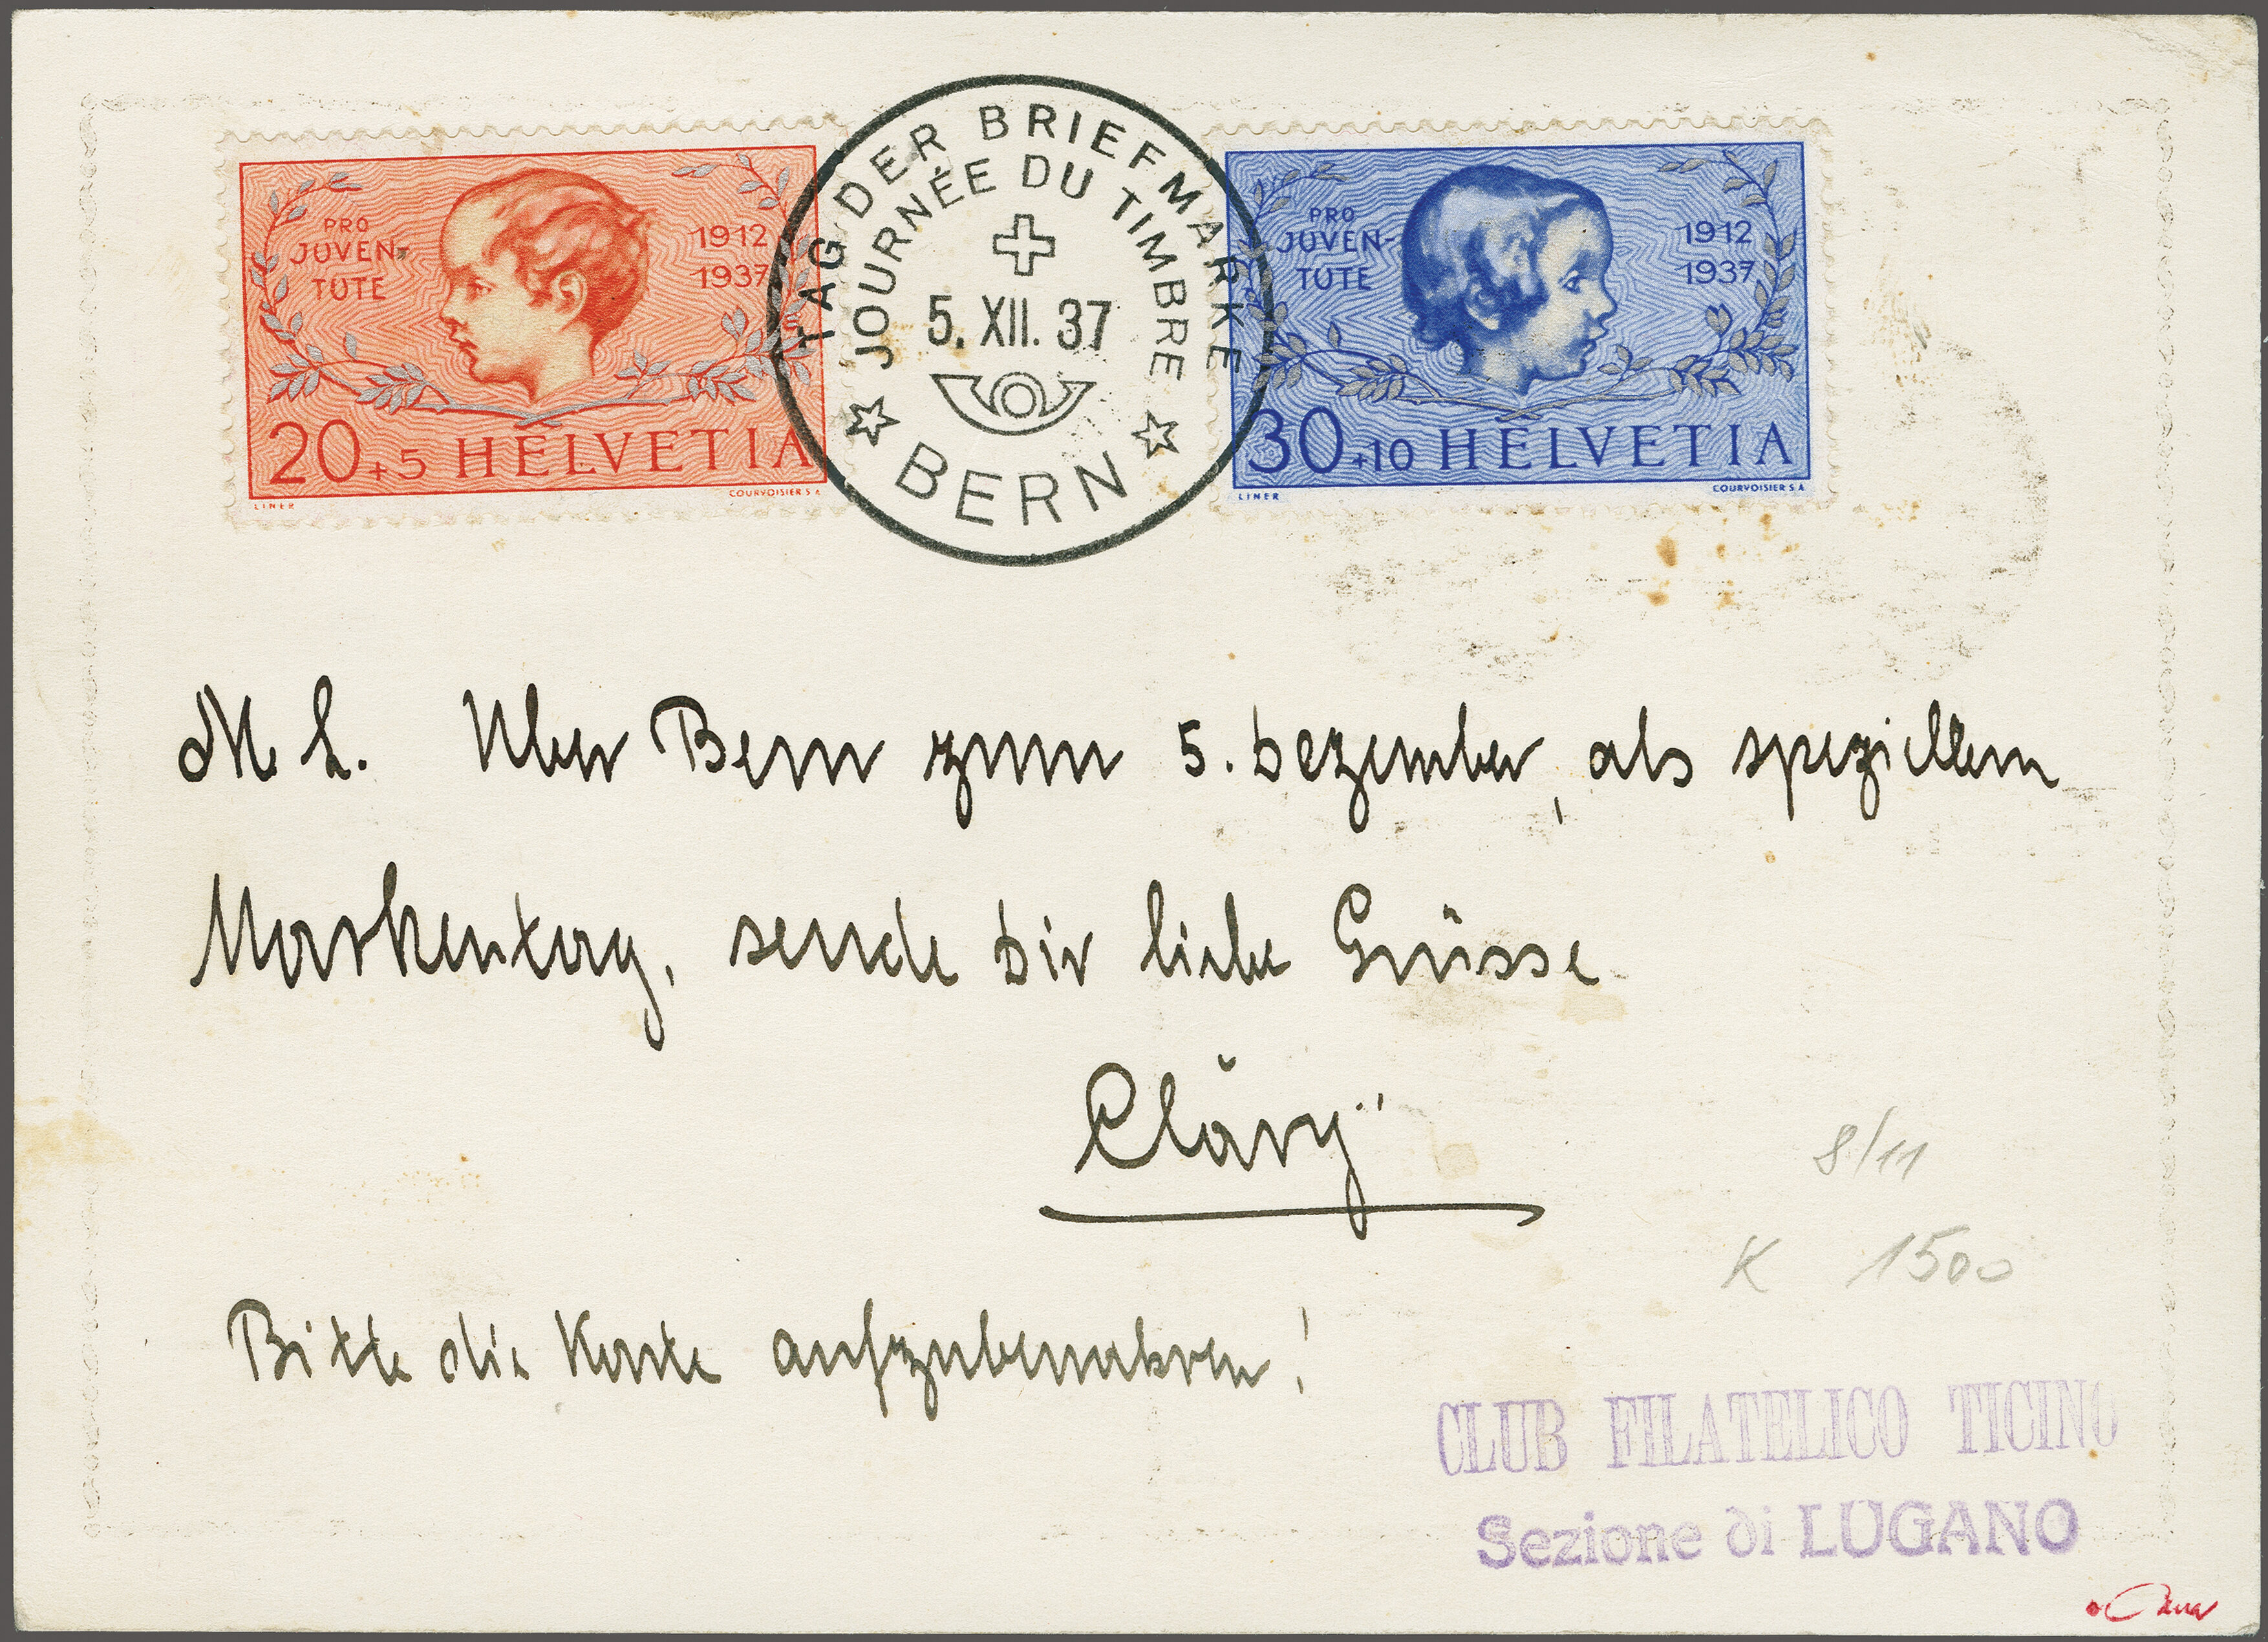 PRO
JUVEN-
TUTE
1912
1937
20+5 HELVETIA
LINER
COURVOISIER S.A.
TAG DER BRIEFMARKE
JOURNÉE DU TIMBRE
5. XII. 37
BERN
PRO
JUVEN-
TUTE
1912
1937
30+10 HELVETIA
LINER
COURVOISIER S.A.
M L. Uber Bern zum 5. Dezember, als speziellem
Markentag, sende Dir liebe Grüsse
Cläry
8/11
K 1500
Bitte die Karte aufzubewahren!
CLUB FILATELICO TICINO
Sezione di LUGANO